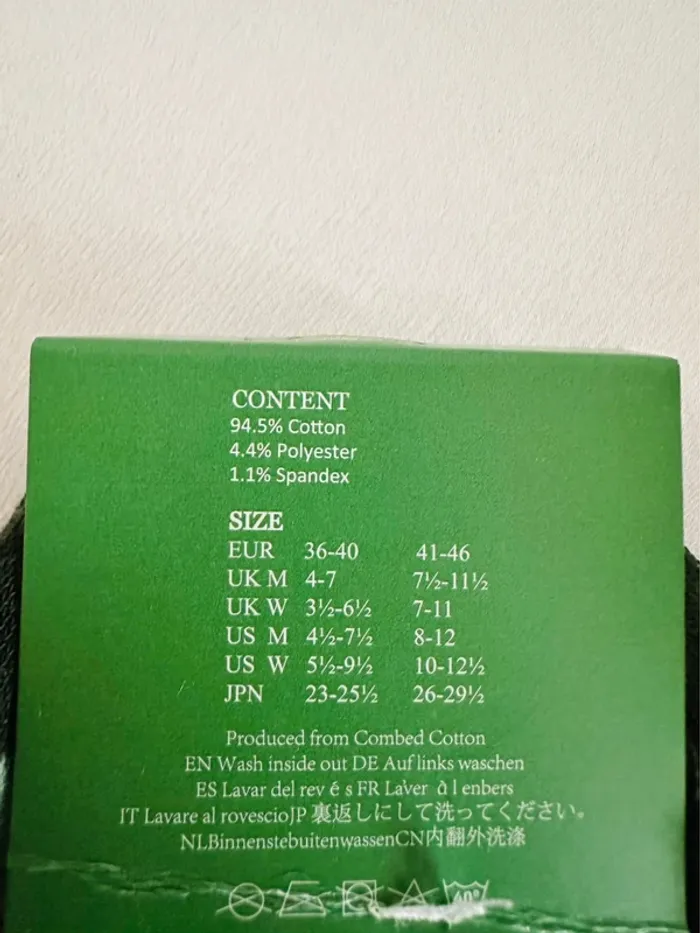 CONTENT
94.5% Cotton
4.4% Polyester
1.1% Spandex
SIZE
EUR 36-40 41-46
UK M 4-7 7½-11½
UK W 3½-6½ 7-11
US M 4½-7½ 8-12
US W 5½-9½ 10-12½
JPN 23-25½ 26-29½
Produced from Combed Cotton
EN Wash inside out DE Auf links waschen
ES Lavar del rev é s FR Laver à l enbers
IT Lavare al rovescioJP 裏返しにして洗ってください。
NLBinnenstebuitenwassenCN内翻外洗涤
40°